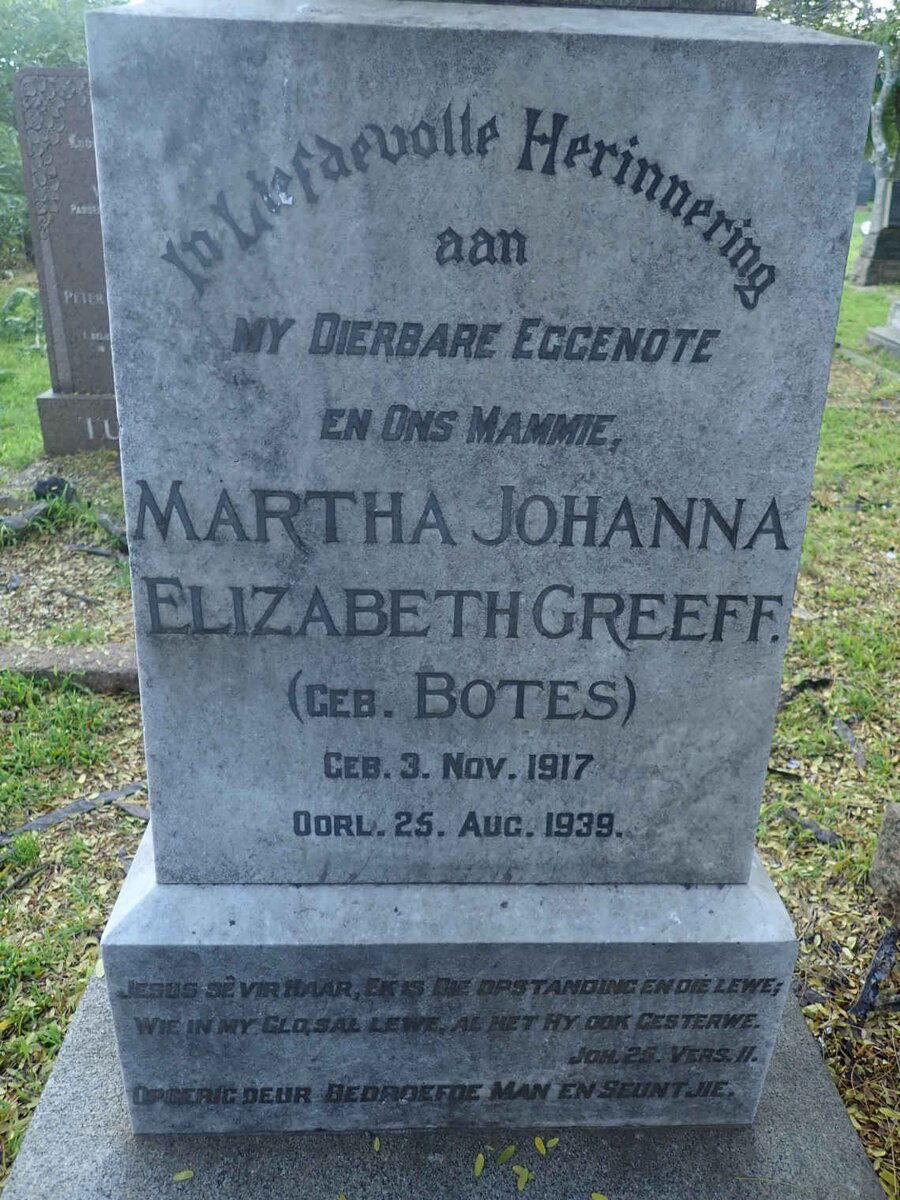 In Liefdevolle Herinnering
aan
MY DIERBARE EGGENOTE
EN ONS MAMMIE,
MARTHA JOHANNA
ELIZABETH GREEFF.
(GEB. BOTES)
GEB. 3. NOV. 1917
OORL. 25. AUG. 1939.
JESUS SÊ VIR HAAR, EK IS DIE OPSTANDING EN DIE LEWE;
WIE IN MY GLO, SAL LEWE, AL HET HY OOK GESTERWE.
JOH. 25. VERS. 11.
OPGERIG DEUR BEDROEFDE MAN EN SEUNTJIE.
PETER